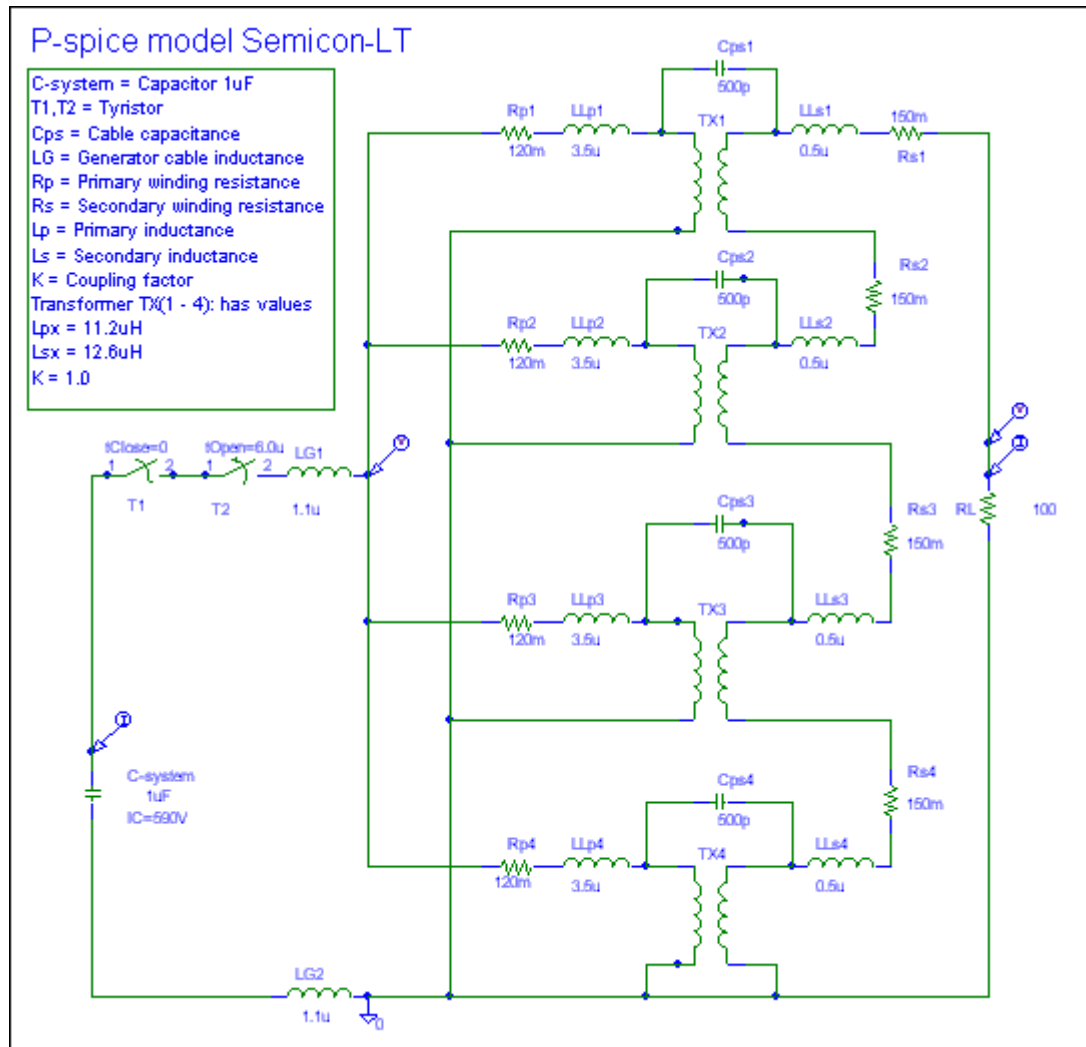 P-spice model Semicon-LT
C-system = Capacitor 1uF
T1,T2 = Tyristor
Cps = Cable capacitance
LG = Generator cable inductance
Rp = Primary winding resistance
Rs = Secondary winding resistance
Lp = Primary inductance
Ls = Secondary inductance
K = Coupling factor
Transformer TX(1 - 4): has values
Lpx = 11.2uH
Lsx = 12.6uH
K = 1.0
Cps1
500p
Rp1
120m
LLp1
3.5u
TX1
LLs1
0.5u
150m
Rs1
Cps2
500p
Rs2
150m
Rp2
120m
LLp2
3.5u
TX2
LLs2
0.5u
tClose=0
1 2
T1
tOpen=6.0u
1 2
T2
LG1
1.1u
V
V
I
Cps3
500p
Rs3
150m
RL
100
Rp3
120m
LLp3
3.5u
TX3
LLs3
0.5u
I
C-system
1uF
IC=590V
Cps4
500p
Rs4
150m
Rp4
120m
LLp4
3.5u
TX4
LLs4
0.5u
LG2
1.1u
0